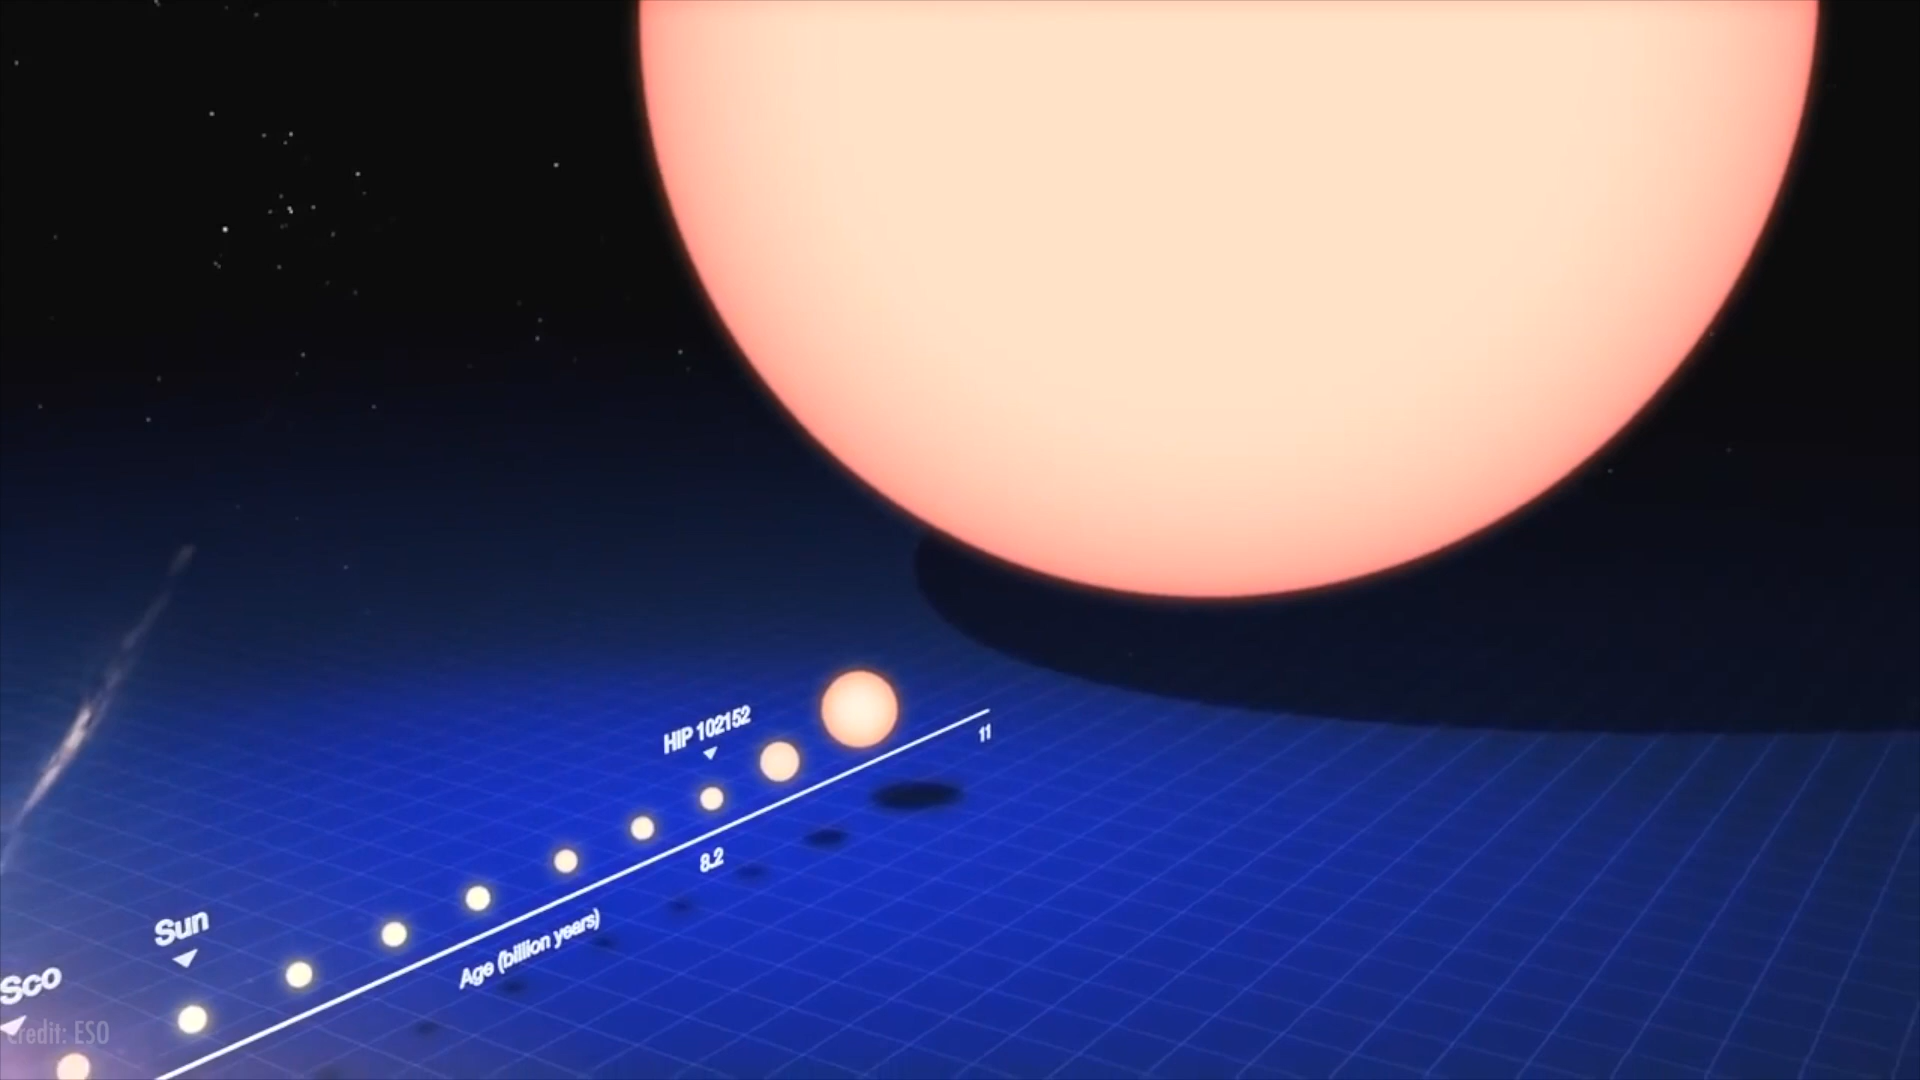 HIP 102152
11
8.2
Age (billion years)
Sun
Sco
Credit: ESO